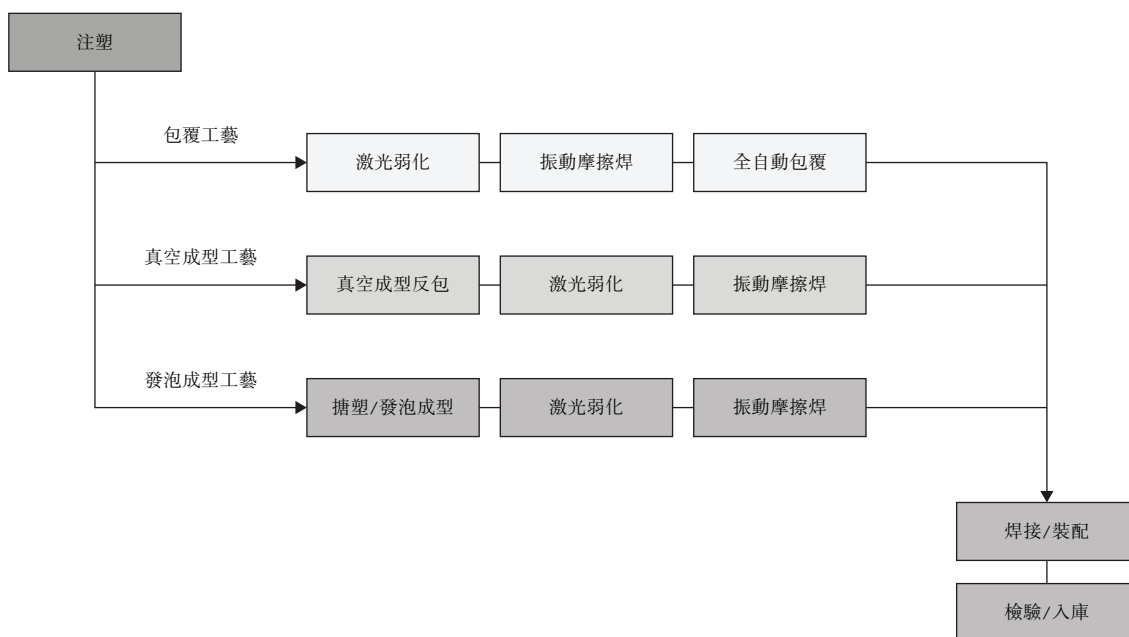 注塑
包覆工藝
激光弱化
振動摩擦焊
全自動包覆
真空成型工藝
真空成型反包
激光弱化
振動摩擦焊
發泡成型工藝
搪塑/發泡成型
激光弱化
振動摩擦焊
焊接/裝配
檢驗/入庫